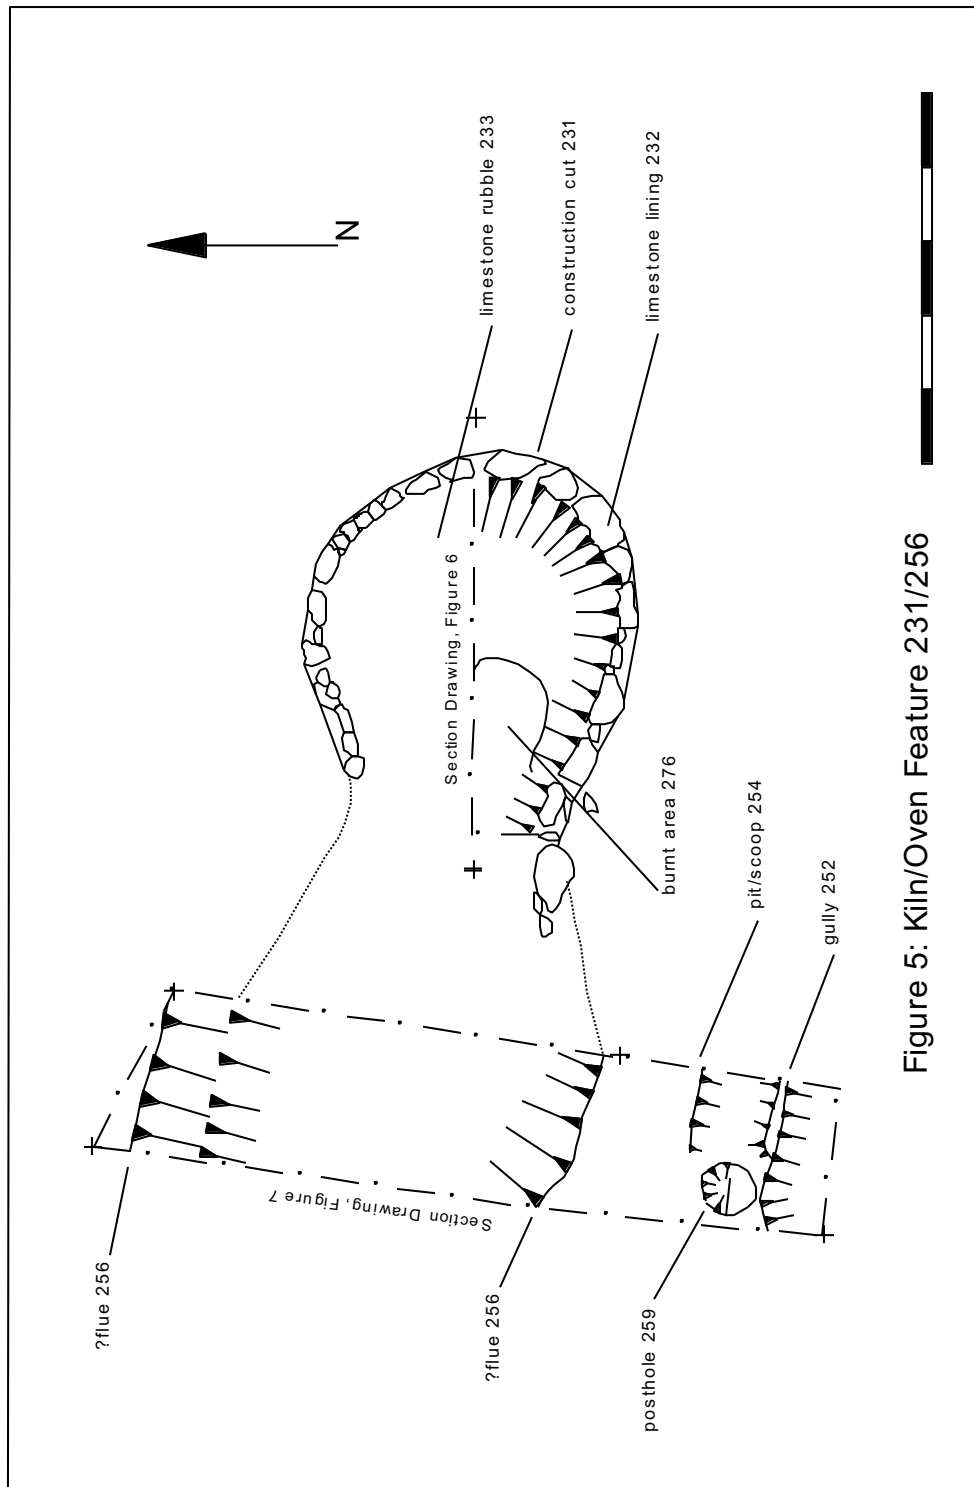 N
limestone rubble 233
construction cut 231
limestone lining 232
Section Drawing, Figure 6
burnt area 276
pit/scoop 254
gully 252
Section Drawing, Figure 7
?flue 256
?flue 256
posthole 259
Figure 5: Kiln/Oven Feature 231/256